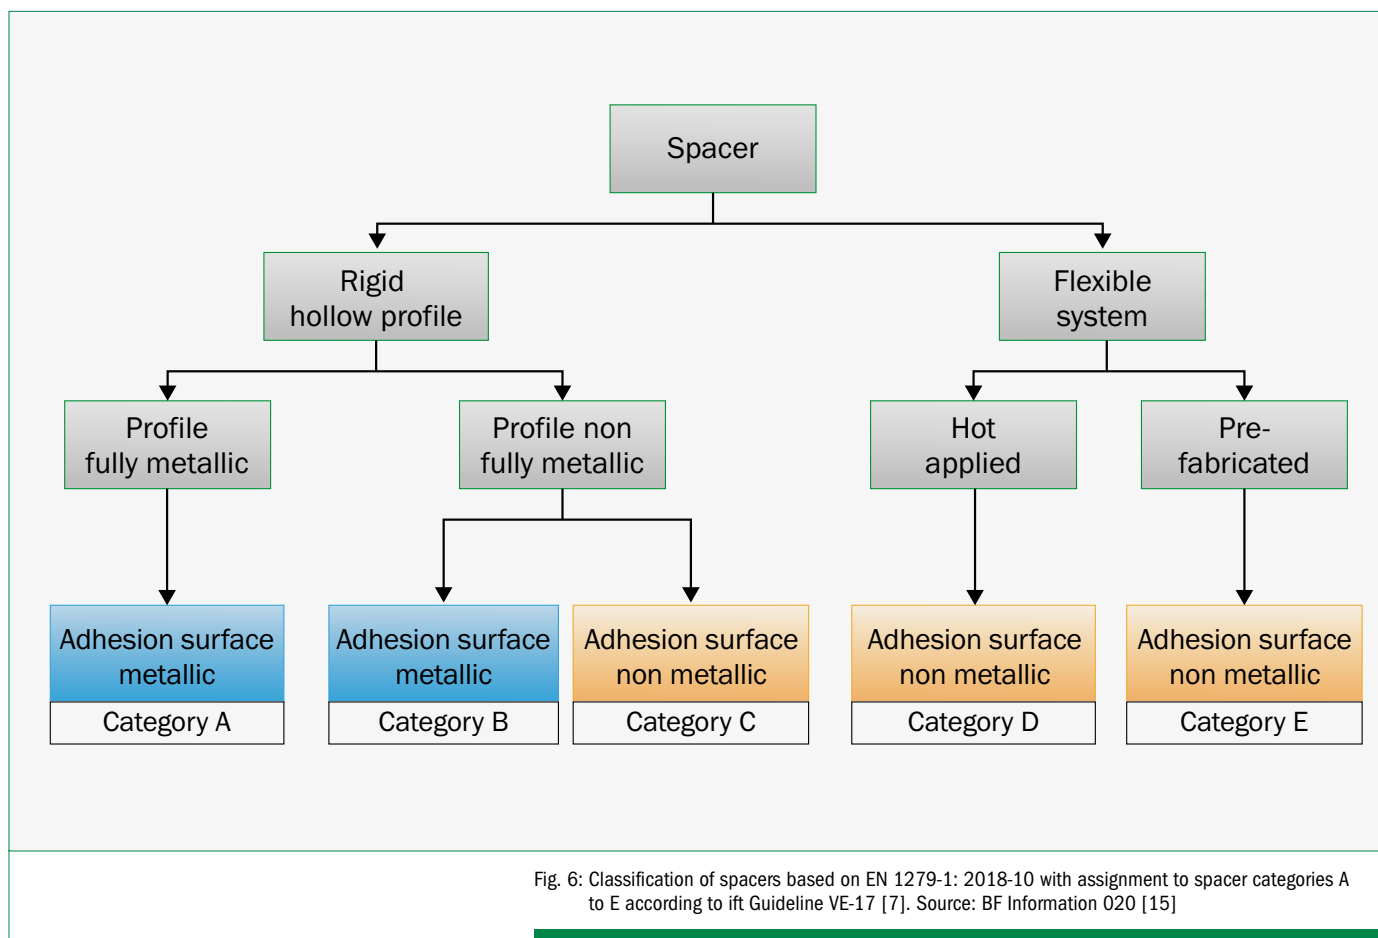 Spacer
Rigid
hollow profile
Flexible
system
Profile
fully metallic
Profile non
fully metallic
Hot
applied
Pre-
fabricated
Adhesion surface
metallic
Category A
Adhesion surface
metallic
Category B
Adhesion surface
non metallic
Category C
Adhesion surface
non metallic
Category D
Adhesion surface
non metallic
Category E
Fig. 6: Classification of spacers based on EN 1279-1: 2018-10 with assignment to spacer categories A
to E according to ift Guideline VE-17 [7]. Source: BF Information 020 [15]